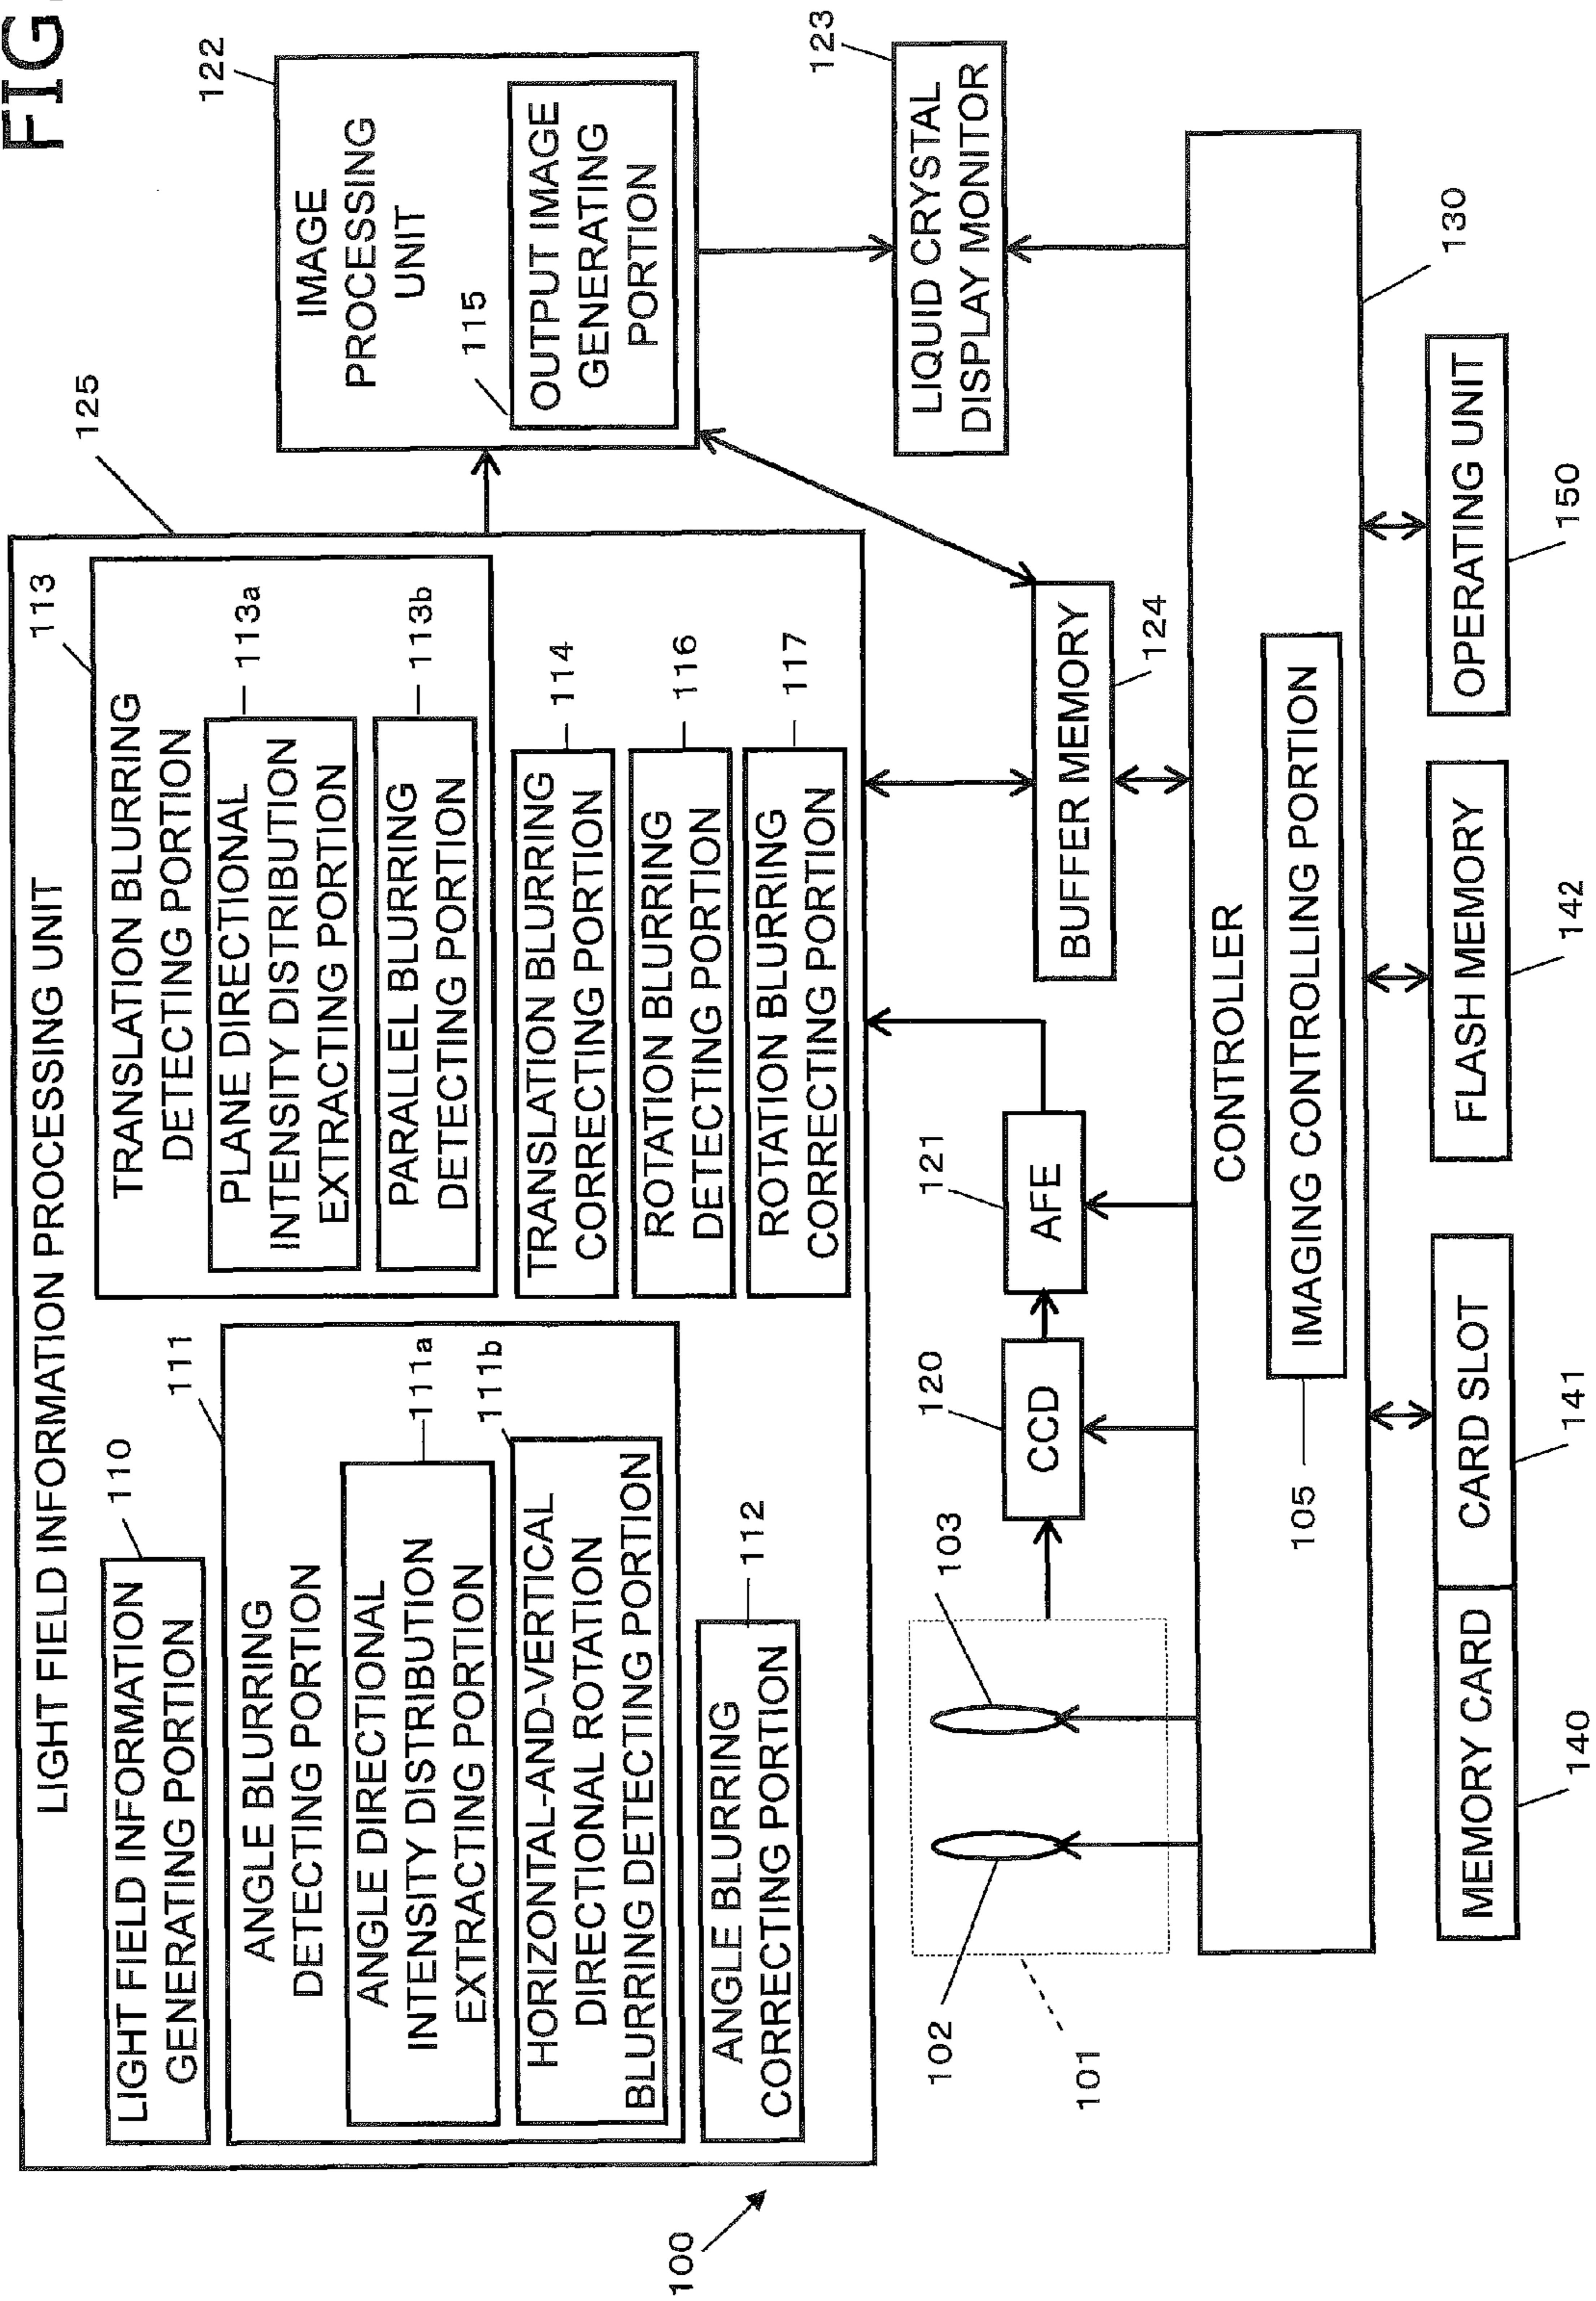 FIG.
100
LIGHT FIELD INFORMATION PROCESSING UNIT
125
LIGHT FIELD INFORMATION
GENERATING PORTION
110
111
ANGLE BLURRING
DETECTING PORTION
ANGLE DIRECTIONAL
INTENSITY DISTRIBUTION
EXTRACTING PORTION
111a
HORIZONTAL-AND-VERTICAL
DIRECTIONAL ROTATION
BLURRING DETECTING PORTION
111b
ANGLE BLURRING
CORRECTING PORTION
112
113
TRANSLATION BLURRING
DETECTING PORTION
PLANE DIRECTIONAL
INTENSITY DISTRIBUTION
EXTRACTING PORTION
113a
PARALLEL BLURRING
DETECTING PORTION
113b
TRANSLATION BLURRING
CORRECTING PORTION
114
ROTATION BLURRING
DETECTING PORTION
116
ROTATION BLURRING
CORRECTING PORTION
117
122
IMAGE
PROCESSING
UNIT
115
OUTPUT IMAGE
GENERATING
PORTION
101
102
103
120
CCD
121
AFE
BUFFER MEMORY
124
123
LIQUID CRYSTAL
DISPLAY MONITOR
CONTROLLER
105
IMAGING CONTROLLING PORTION
130
MEMORY CARD
140
CARD SLOT
141
FLASH MEMORY
142
OPERATING UNIT
150